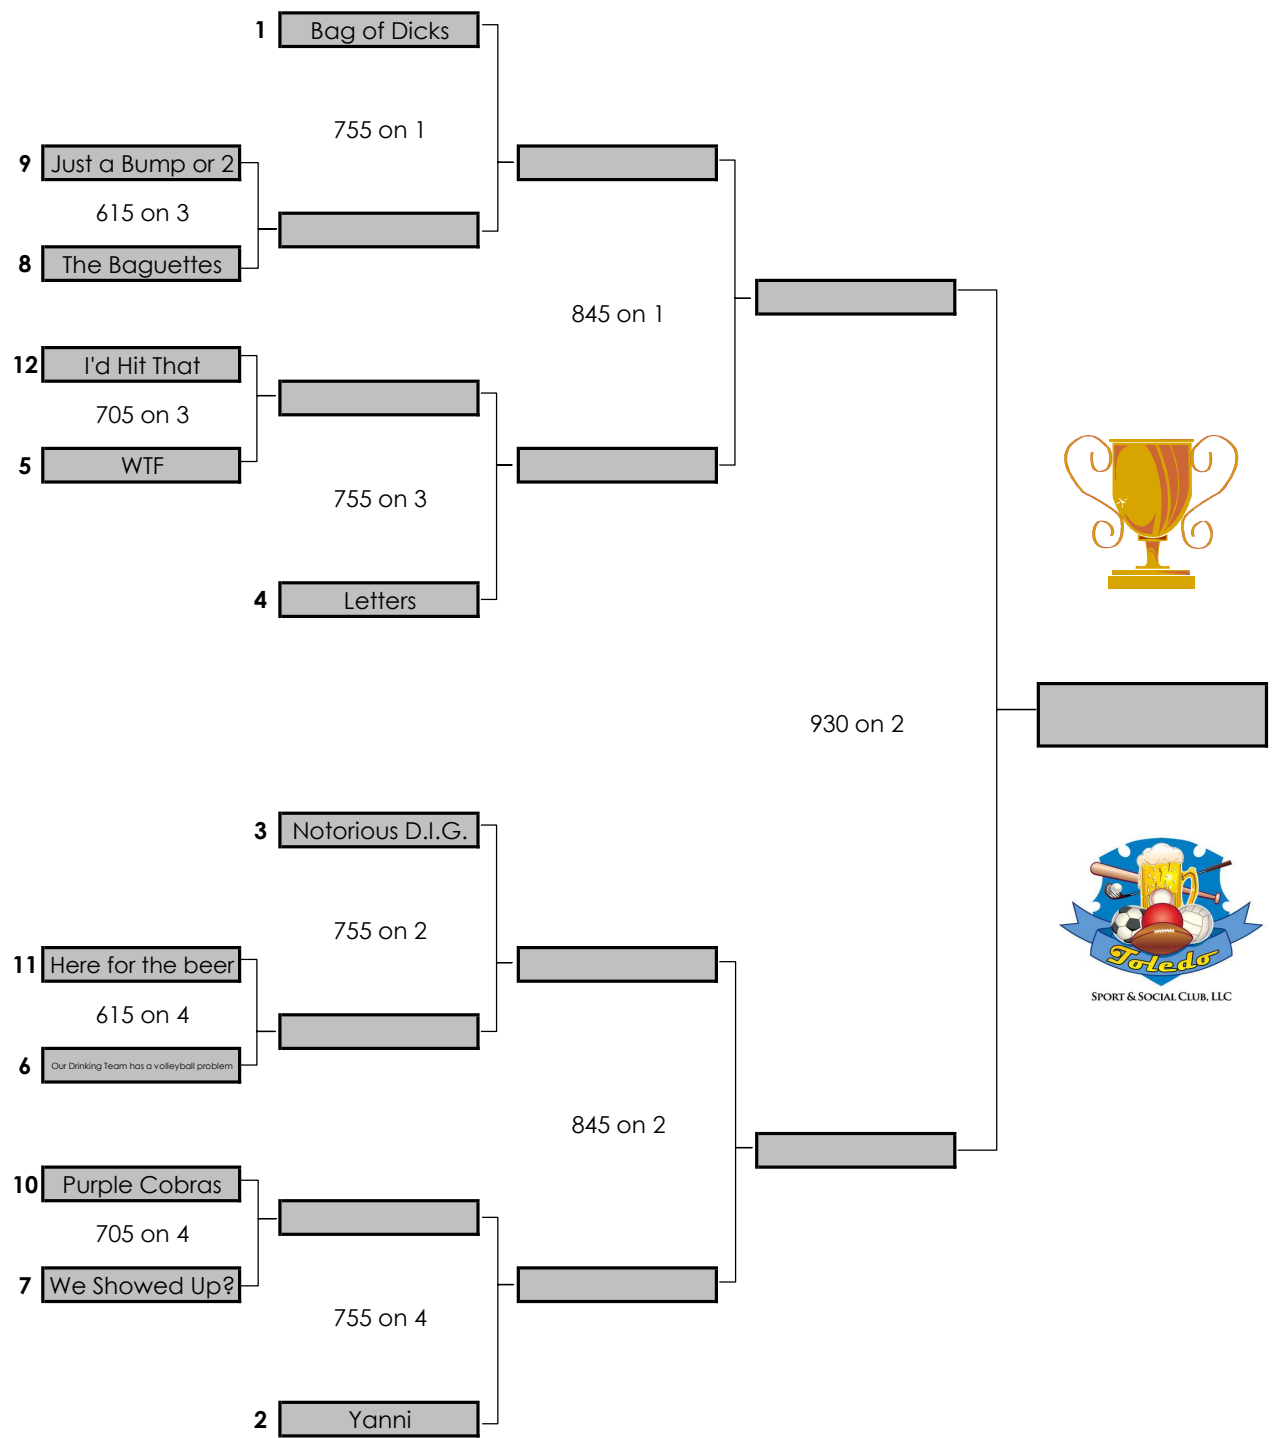 1 Bag of Dicks
755 on 1
9 Just a Bump or 2
615 on 3
8 The Baguettes
845 on 1
12 I'd Hit That
705 on 3
5 WTF
755 on 3
4 Letters
930 on 2
3 Notorious D.I.G.
755 on 2
11 Here for the beer
615 on 4
6 Our Drinking Team has a volleyball problem
845 on 2
10 Purple Cobras
705 on 4
7 We Showed Up?
755 on 4
2 Yanni
Toledo
SPORT & SOCIAL CLUB, LLC